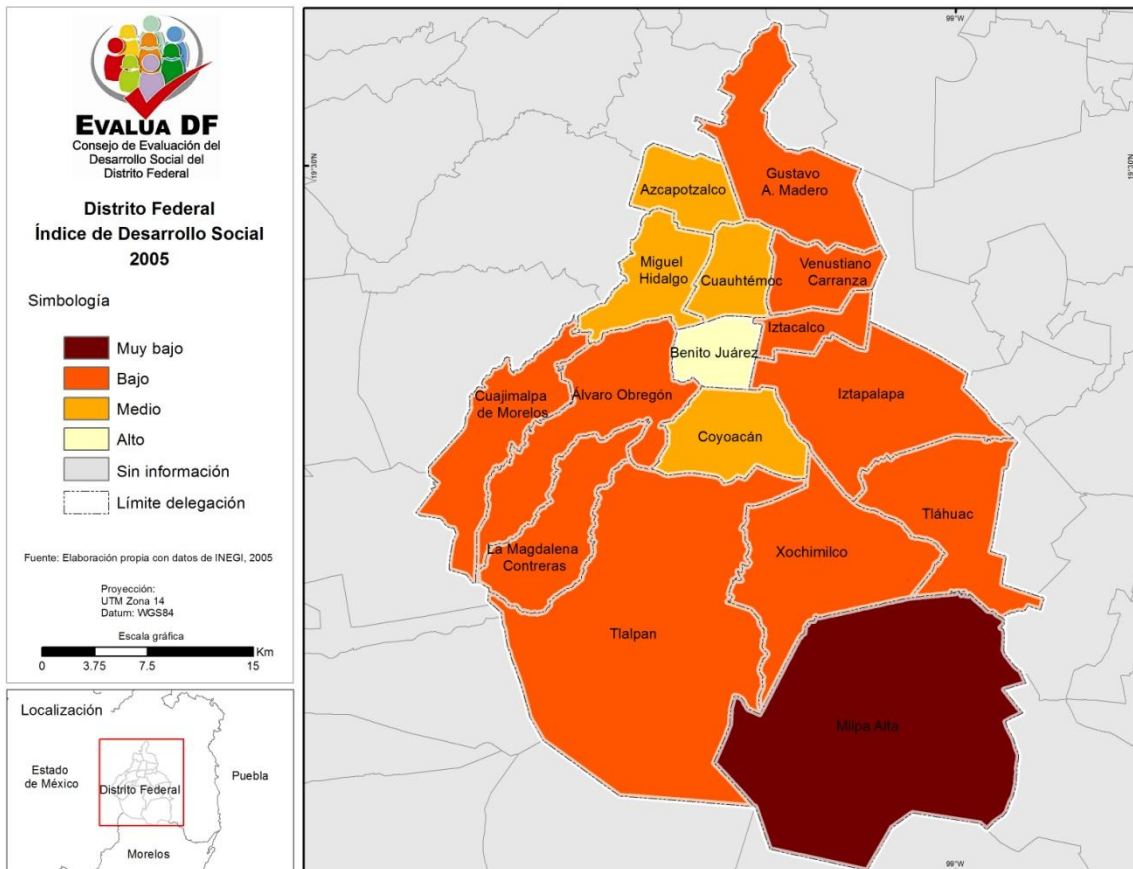 EVALUA DF
Consejo de Evaluación del
Desarrollo Social del
Distrito Federal
Distrito Federal
Índice de Desarrollo Social
2005
Simbología
Muy bajo
Bajo
Medio
Alto
Sin información
Límite delegación
Fuente: Elaboración propia con datos de INEGI, 2005
Proyección:
UTM Zona 14
Datum: WGS84
Escala gráfica
Km
0 3.75 7.5 15
Localización
Estado
de México
Puebla
Distrito Federal
Morelos
99°W
19°30'N
19°30'N
Gustavo
A. Madero
Azcapotzalco
Miguel
Hidalgo
Cuauhtémoc
Venustiano
Carranza
Iztacalco
Benito Juárez
Cuajimalpa
de Morelos
Álvaro Obregón
Iztapalapa
Coyoacán
Tláhuac
La Magdalena
Contreras
Xochimilco
Tlalpan
Milpa Alta
99°W